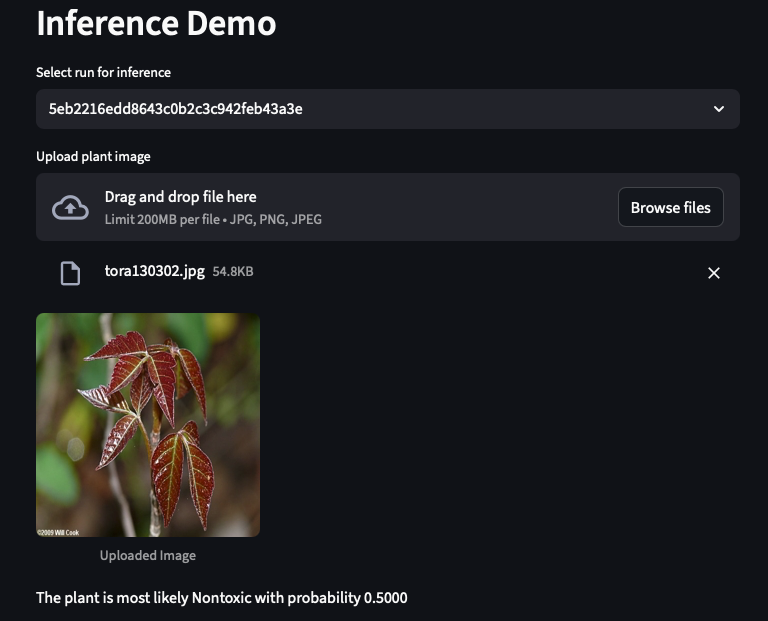 Inference Demo
Select run for inference
5eb2216edd8643c0b2c3c942feb43a3e
Upload plant image
Drag and drop file here
Limit 200MB per file • JPG, PNG, JPEG
Browse files
tora130302.jpg 54.8KB
©2009 Will Cook
Uploaded Image
The plant is most likely Nontoxic with probability 0.5000